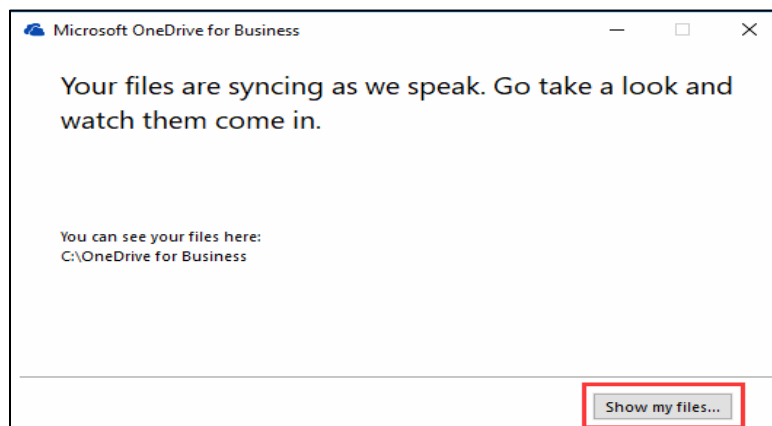 Microsoft OneDrive for Business
Your files are syncing as we speak. Go take a look and
watch them come in.
You can see your files here:
C:\OneDrive for Business
Show my files...